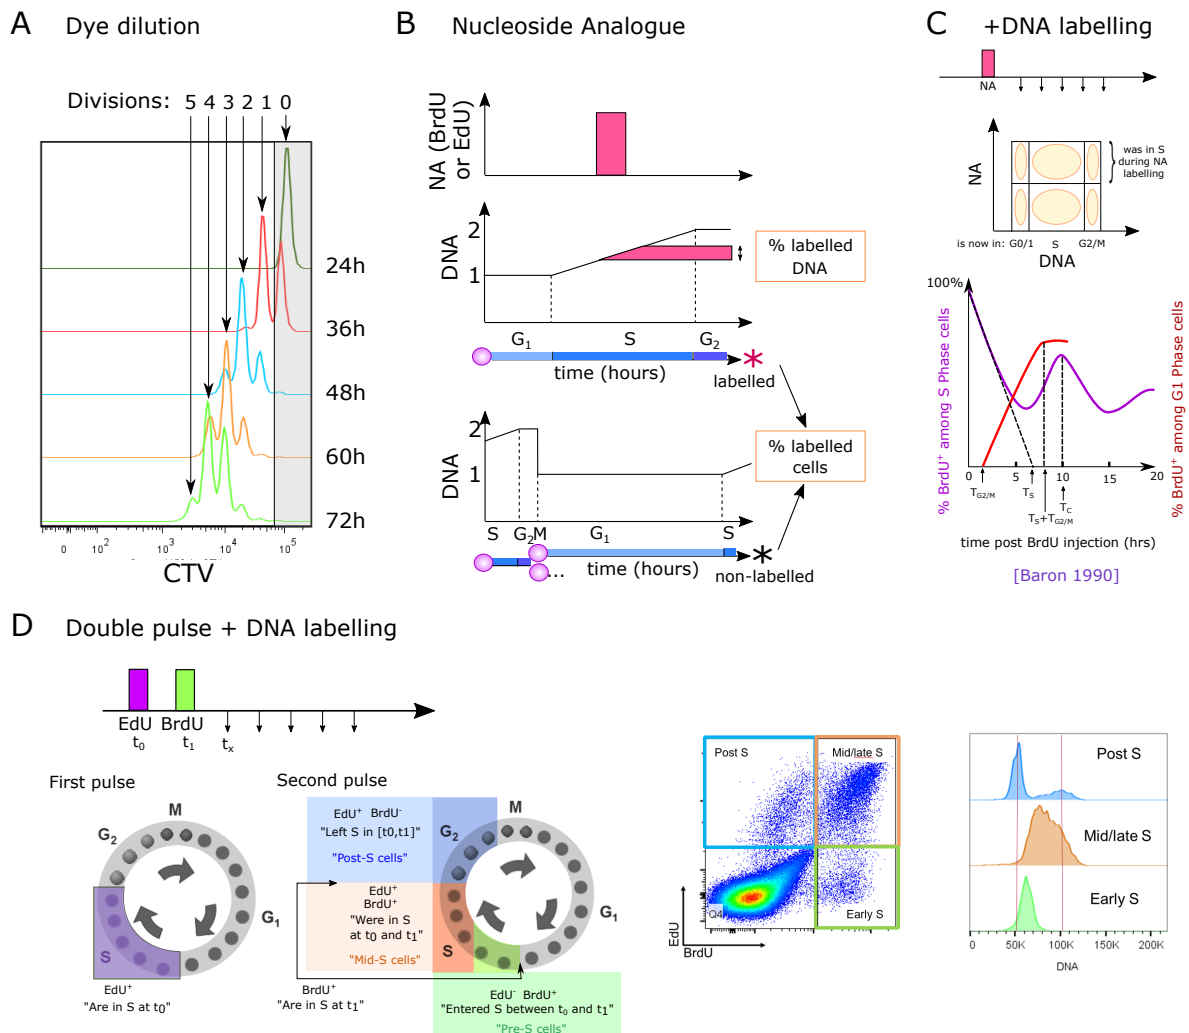 A Dye dilution
Divisions: 5 4 3 2 1 0
24h
36h
48h
60h
72h
0 10² 10³ 10⁴ 10⁵
CTV
B Nucleoside Analogue
NA (BrdU
or EdU)
DNA
2
1
% labelled
DNA
G₁ S G₂
time (hours)
labelled
DNA
2
1
% labelled
cells
S G₂M G₁ S
... time (hours)
non-labelled
C +DNA labelling
NA
NA
was in S
during NA
labelling
is now in: G0/1 S G2/M
DNA
100%
% BrdU⁺ among S Phase cells
% BrdU⁺ among G1 Phase cells
0 5 10 15 20
T_G2/M T_S T_C
T_S+T_G2/M
time post BrdU injection (hrs)
[Baron 1990]
D Double pulse + DNA labelling
EdU BrdU
t₀ t₁ tₓ
First pulse
M
G₂
G₁
S
EdU⁺
"Are in S at t₀"
Second pulse
EdU⁺ BrdU⁻
"Left S in [t0,t1]"
"Post-S cells"
EdU⁺
BrdU⁺
"Were in S
at t₀ and t₁"
"Mid-S cells"
M
G₂
G₁
S
BrdU⁺
"Are in S at t₁"
EdU⁻ BrdU⁺
"Entered S between t₀ and t₁"
"Pre-S cells"
Post S
Mid/late S
Q4
Early S
EdU
BrdU
Post S
Mid/late S
Early S
0 50K 100K 150K 200K
DNA